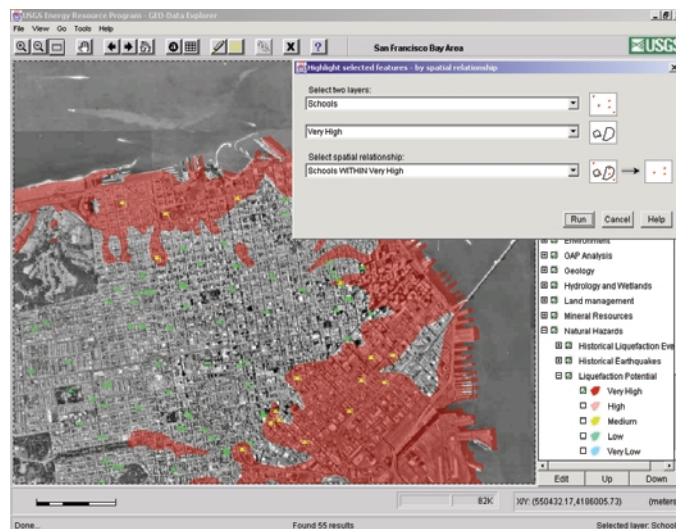 USGS Energy Resource Program - GEO-Data Explorer
File View Go Tools Help
San Francisco Bay Area
USGS
Highlight selected features - by spatial relationship
Select two layers:
Schools
Very High
Select spatial relationship:
Schools WITHIN Very High
Run Cancel Help
Environment
GAP Analysis
Geology
Hydrology and Wetlands
Land management
Mineral Resources
Natural Hazards
Historical Liquefaction Eve
Historical Earthquakes
Liquefaction Potential
Very High
High
Medium
Low
Very Low
Edit Up Down
82K X/Y: (550432.17,4186005.73) (meters
Done... Found 55 results Selected layer: School